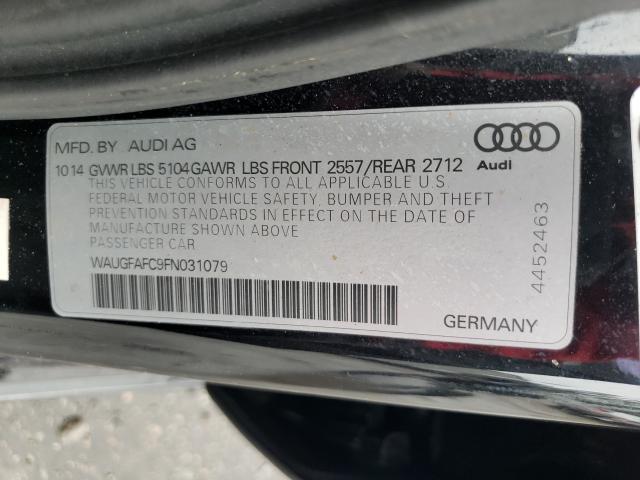 MFD. BY AUDI AG
10 14 GVWR LBS 5104 GAWR LBS FRONT 2557/REAR 2712
THIS VEHICLE CONFORMS TO ALL APPLICABLE U.S.
FEDERAL MOTOR VEHICLE SAFETY, BUMPER AND THEFT
PREVENTION STANDARDS IN EFFECT ON THE DATE OF
MANUFACTURE SHOWN ABOVE
PASSENGER CAR
WAUGFAFC9FN031079
Audi
4452463
GERMANY